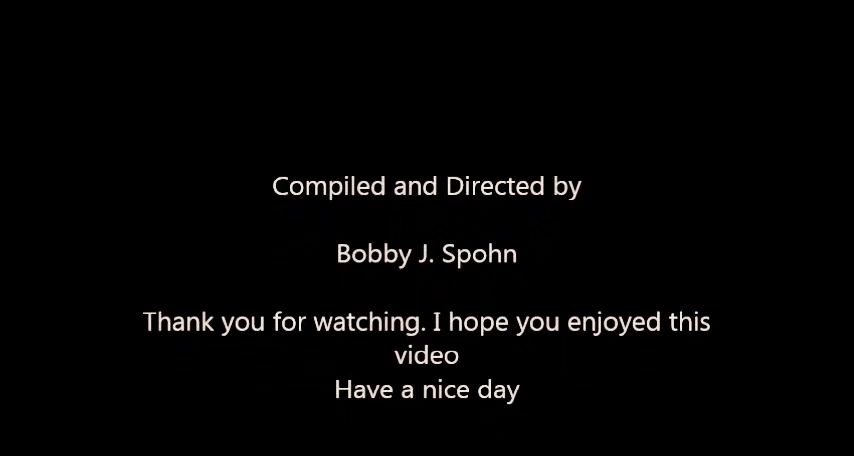 Compiled and Directed by
Bobby J. Spohn
Thank you for watching. I hope you enjoyed this
video
Have a nice day